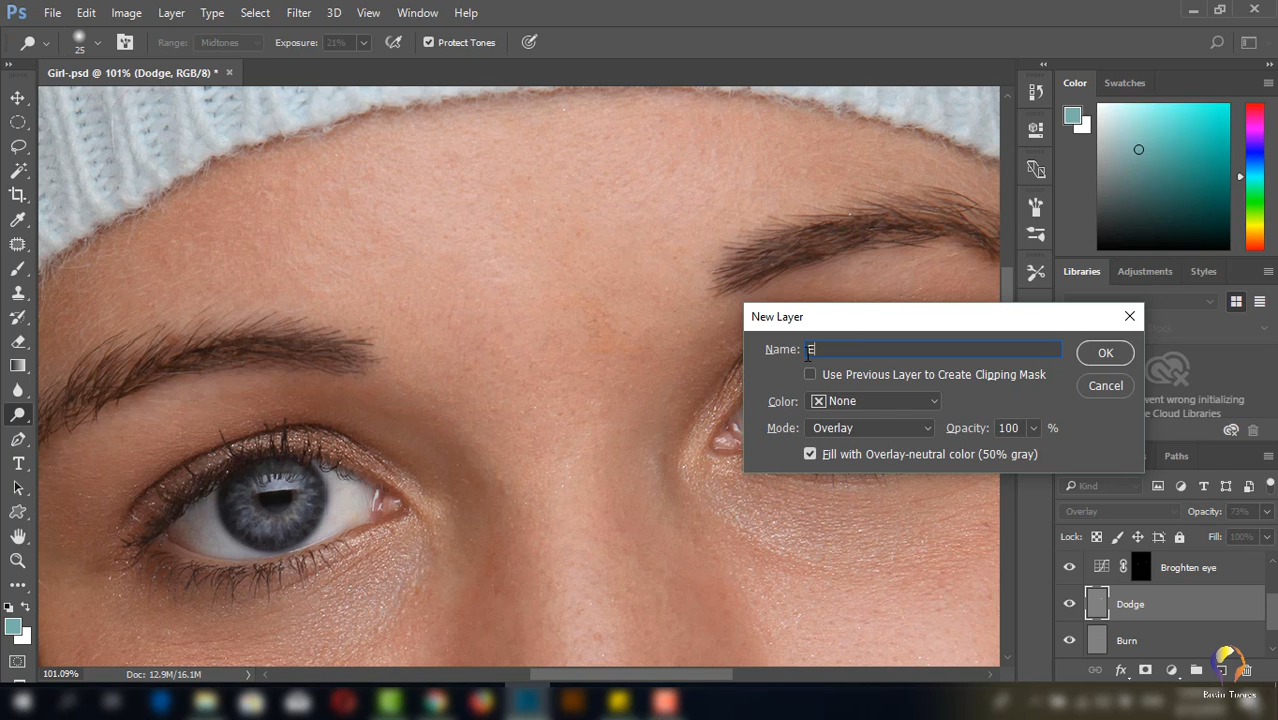 Ps File Edit Image Layer Type Select Filter 3D View Window Help
25 Range: Midtones Exposure: 21% Protect Tones
Girl-.psd @ 101% (Dodge, RGB/8) *
Color Swatches
Libraries Adjustments Styles
New Layer
Name: E OK
Use Previous Layer to Create Clipping Mask
Cancel
Color: None
Mode: Overlay Opacity: 100 %
Fill with Overlay-neutral color (50% gray)
went wrong initializing
Cloud Libraries
Paths
Kind
Overlay Opacity: 73%
Lock: Fill: 100%
Broghten eye
Dodge
Burn
101.09% Doc: 12.9M/16.1M